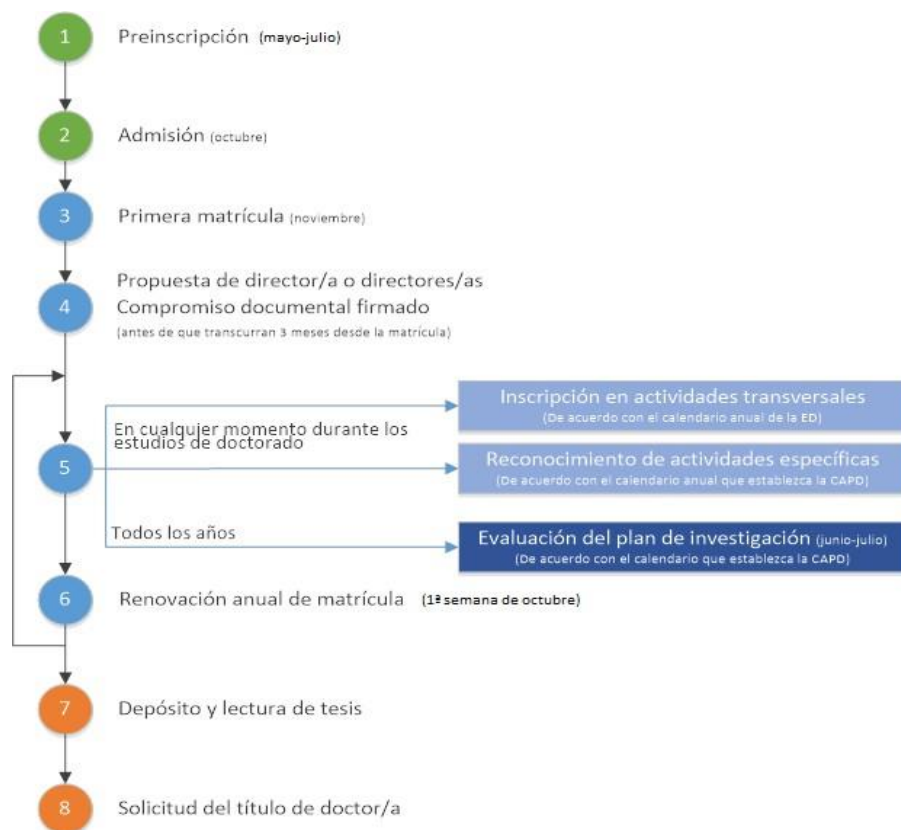 1
Preinscripción (mayo-julio)
2
Admisión (octubre)
3
Primera matrícula (noviembre)
Propuesta de director/a o directores/as
4
Compromiso documental firmado
(antes de que transcurran 3 meses desde la matrícula)
Inscripción en actividades transversales
(De acuerdo con el calendario anual de la ED)
En cualquier momento durante los
estudios de doctorado
5
Reconocimiento de actividades específicas
(De acuerdo con el calendario anual que establezca la CAPD)
Todos los años
Evaluación del plan de investigación (junio-julio)
(De acuerdo con el calendario que establezca la CAPD)
6
Renovación anual de matrícula (1ª semana de octubre)
7
Depósito y lectura de tesis
8
Solicitud del título de doctor/a